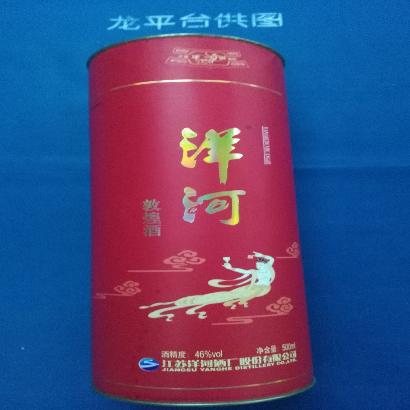 龙平台供图
洋河
敦煌酒
酒精度：46%vol
净含量：500ml
江苏洋河酒厂股份有限公司
JIANGSU YANGHE DISTILLERY CO.,LTD.